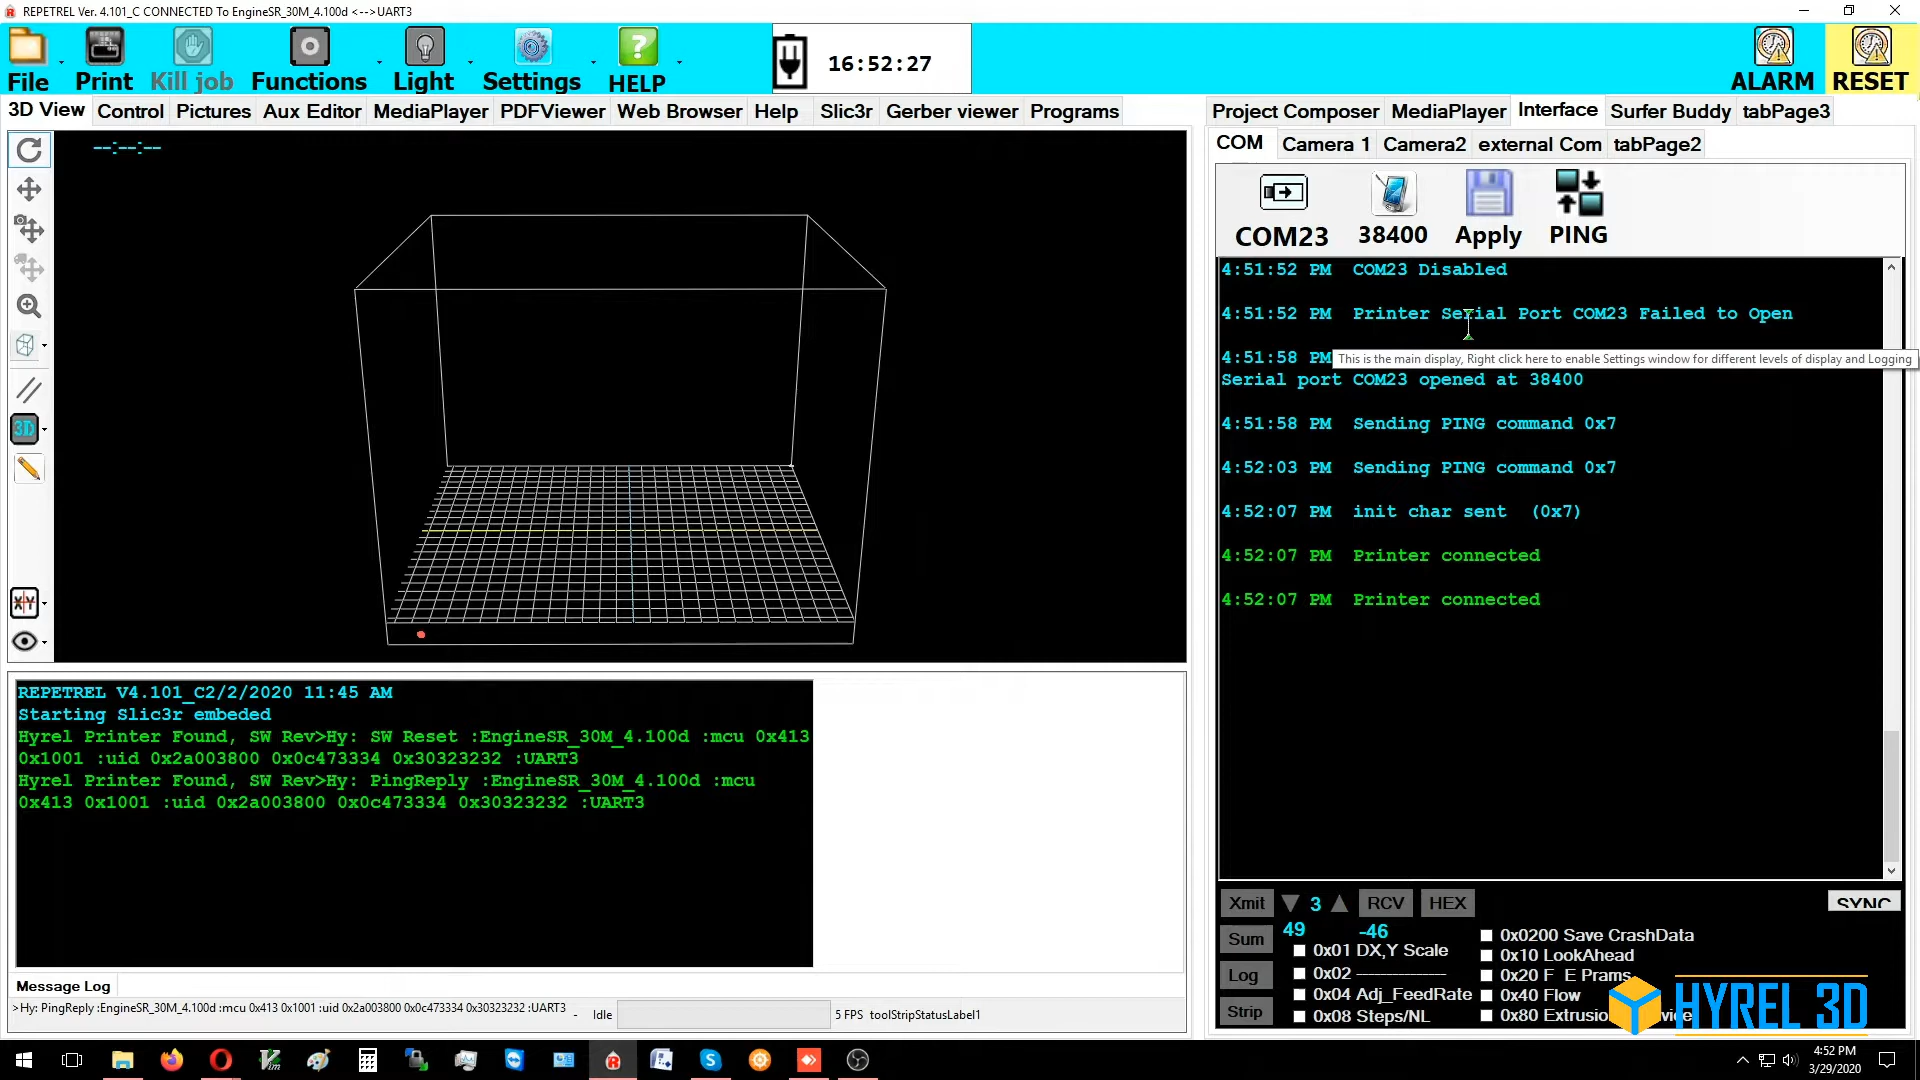 REPETREL Ver. 4.101_C CONNECTED To EngineSR_30M_4.100d <-->UART3
File Print Kill job Functions Light Settings HELP 16:52:27 ALARM RESET
3D View Control Pictures Aux Editor MediaPlayer PDFViewer Web Browser Help Slic3r Gerber viewer Programs
Project Composer MediaPlayer Interface Surfer Buddy tabPage3
COM Camera 1 Camera2 external Com tabPage2
COM23 38400 Apply PING
--:--:--
3D
X Y
4:51:52 PM COM23 Disabled
4:51:52 PM Printer Serial Port COM23 Failed to Open
4:51:58 PM
This is the main display, Right click here to enable Settings window for different levels of display and Logging
Serial port COM23 opened at 38400
4:51:58 PM Sending PING command 0x7
4:52:03 PM Sending PING command 0x7
4:52:07 PM init char sent (0x7)
4:52:07 PM Printer connected
4:52:07 PM Printer connected
REPETREL V4.101_C2/2/2020 11:45 AM
Starting Slic3r embeded
Hyrel Printer Found, SW Rev>Hy: SW Reset :EngineSR_30M_4.100d :mcu 0x413
0x1001 :uid 0x2a003800 0x0c473334 0x30323232 :UART3
Hyrel Printer Found, SW Rev>Hy: PingReply :EngineSR_30M_4.100d :mcu
0x413 0x1001 :uid 0x2a003800 0x0c473334 0x30323232 :UART3
Message Log
>Hy: PingReply :EngineSR_30M_4.100d :mcu 0x413 0x1001 :uid 0x2a003800 0x0c473334 0x30323232 :UART3 - Idle 5 FPS toolStripStatusLabel1
Xmit 3 RCV HEX SYNC
Sum 49 -46
Log
Strip
0x01 DX,Y Scale
0x02 ---------------
0x04 Adj_FeedRate
0x08 Steps/NL
0x0200 Save CrashData
0x10 LookAhead
0x20 F E Prams
0x40 Flow
0x80 Extrusio
HYREL 3D
4:52 PM
3/29/2020